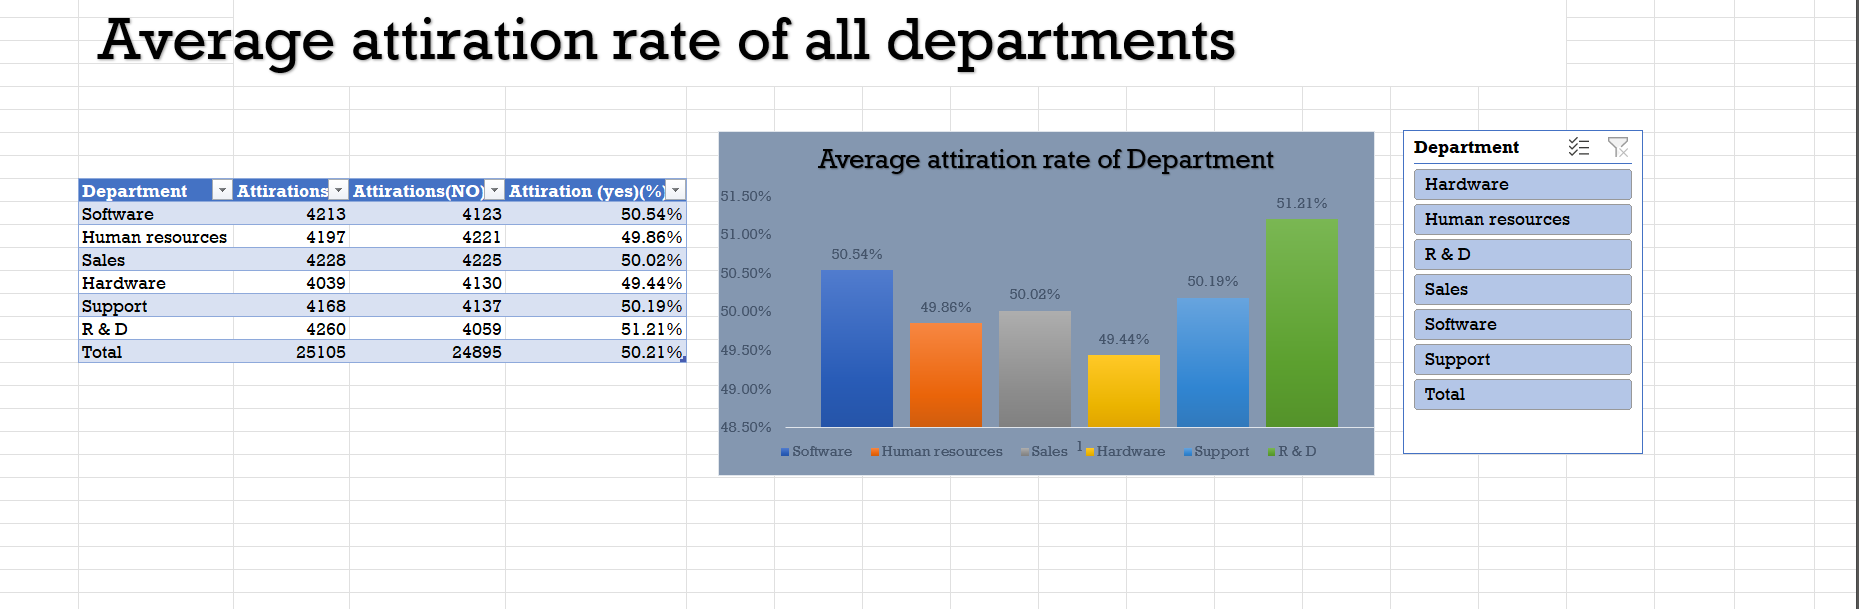 Average attiration rate of all departments
Department Attirations Attirations(NO) Attiration (yes)(%)
Software 4213 4123 50.54%
Human resources 4197 4221 49.86%
Sales 4228 4225 50.02%
Hardware 4039 4130 49.44%
Support 4168 4137 50.19%
R & D 4260 4059 51.21%
Total 25105 24895 50.21%
Average attiration rate of Department
51.50%
51.00%
50.50%
50.00%
49.50%
49.00%
48.50%
50.54%
49.86%
50.02%
49.44%
50.19%
51.21%
1
Software Human resources Sales Hardware Support R & D
Department
Hardware
Human resources
R & D
Sales
Software
Support
Total